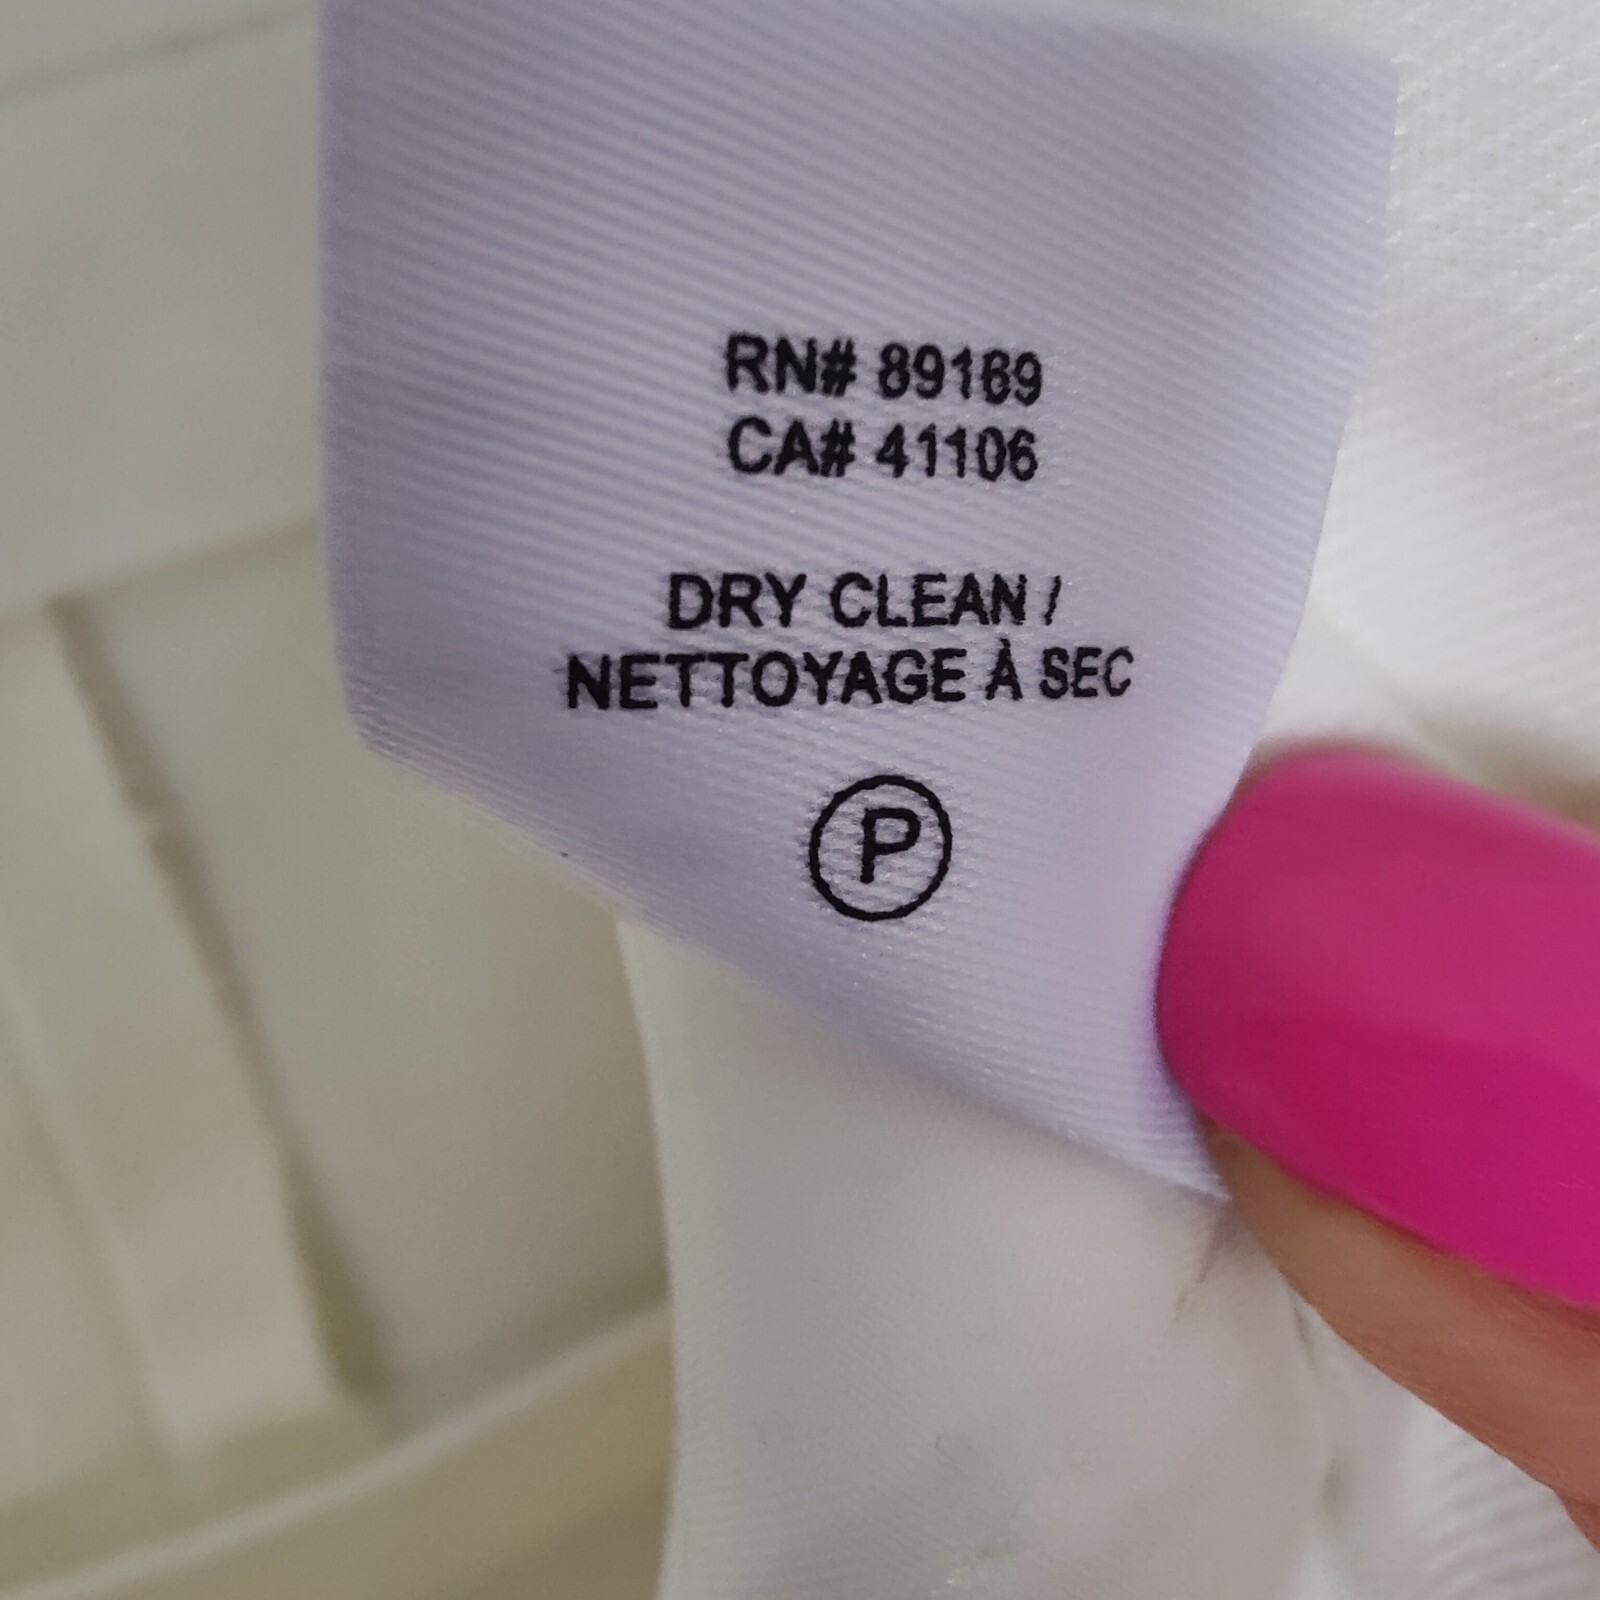 RN# 89169
CA# 41106
DRY CLEAN /
NETTOYAGE À SEC
P